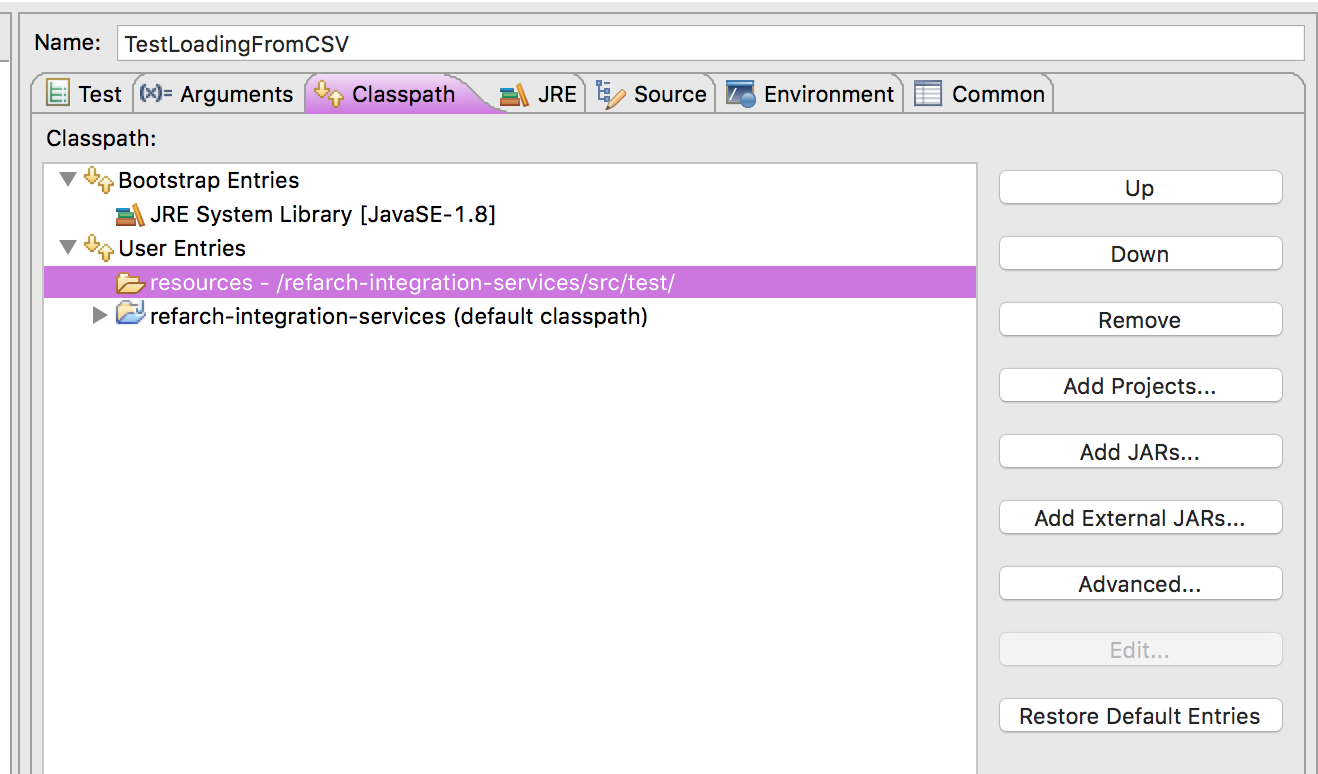 Name: TestLoadingFromCSV
Test (x)= Arguments Classpath JRE Source Environment Common
Classpath:
Bootstrap Entries
JRE System Library [JavaSE-1.8]
User Entries
resources - /refarch-integration-services/src/test/
refarch-integration-services (default classpath)
Up
Down
Remove
Add Projects...
Add JARs...
Add External JARs...
Advanced...
Edit...
Restore Default Entries